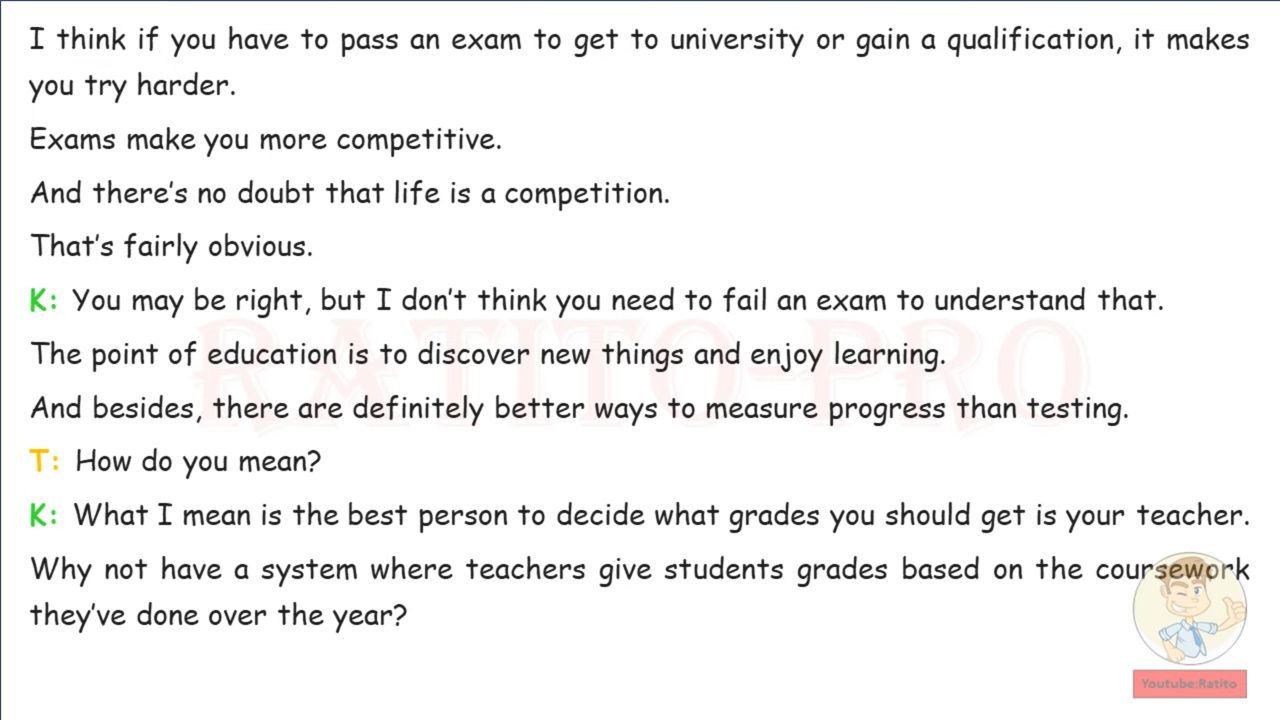 I think if you have to pass an exam to get to university or gain a qualification, it makes
you try harder.
Exams make you more competitive.
And there's no doubt that life is a competition.
That's fairly obvious.
K: You may be right, but I don't think you need to fail an exam to understand that.
The point of education is to discover new things and enjoy learning.
RATITO-PRO
And besides, there are definitely better ways to measure progress than testing.
T: How do you mean?
K: What I mean is the best person to decide what grades you should get is your teacher.
Why not have a system where teachers give students grades based on the coursework
they've done over the year?
Youtube:Ratito